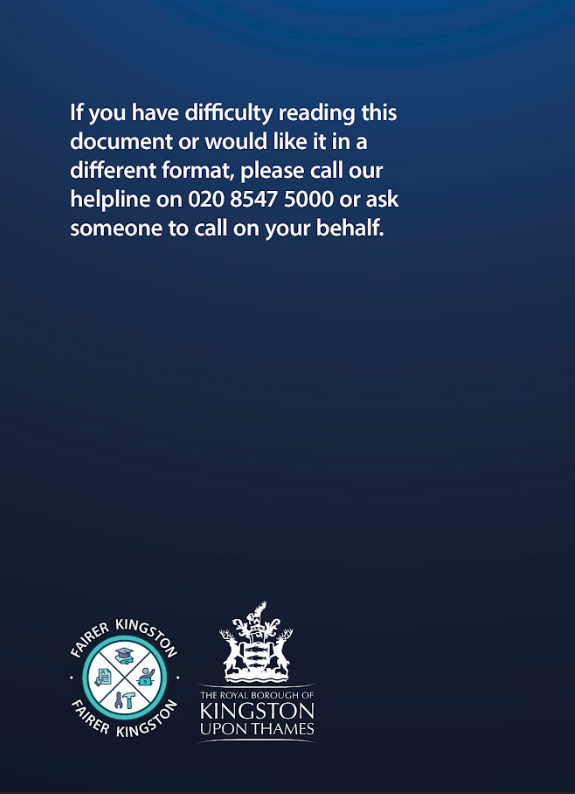 If you have difficulty reading this
document or would like it in a
different format, please call our
helpline on 020 8547 5000 or ask
someone to call on your behalf.
FAIRER KINGSTON
FAIRER KINGSTON
THE ROYAL BOROUGH OF
KINGSTON
UPON THAMES